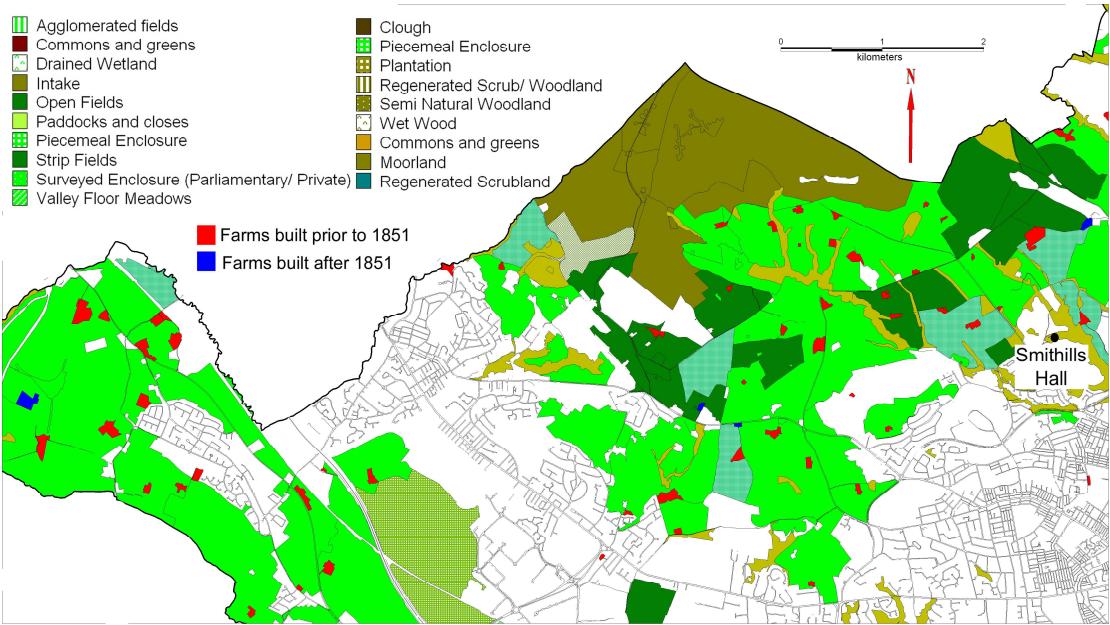 Agglomerated fields
Commons and greens
Drained Wetland
Intake
Open Fields
Paddocks and closes
Piecemeal Enclosure
Strip Fields
Surveyed Enclosure (Parliamentary/ Private)
Valley Floor Meadows
Clough
Piecemeal Enclosure
Plantation
Regenerated Scrub/ Woodland
Semi Natural Woodland
Wet Wood
Commons and greens
Moorland
Regenerated Scrubland
Farms built prior to 1851
Farms built after 1851
0 1 2
kilometers
N
Smithills
Hall